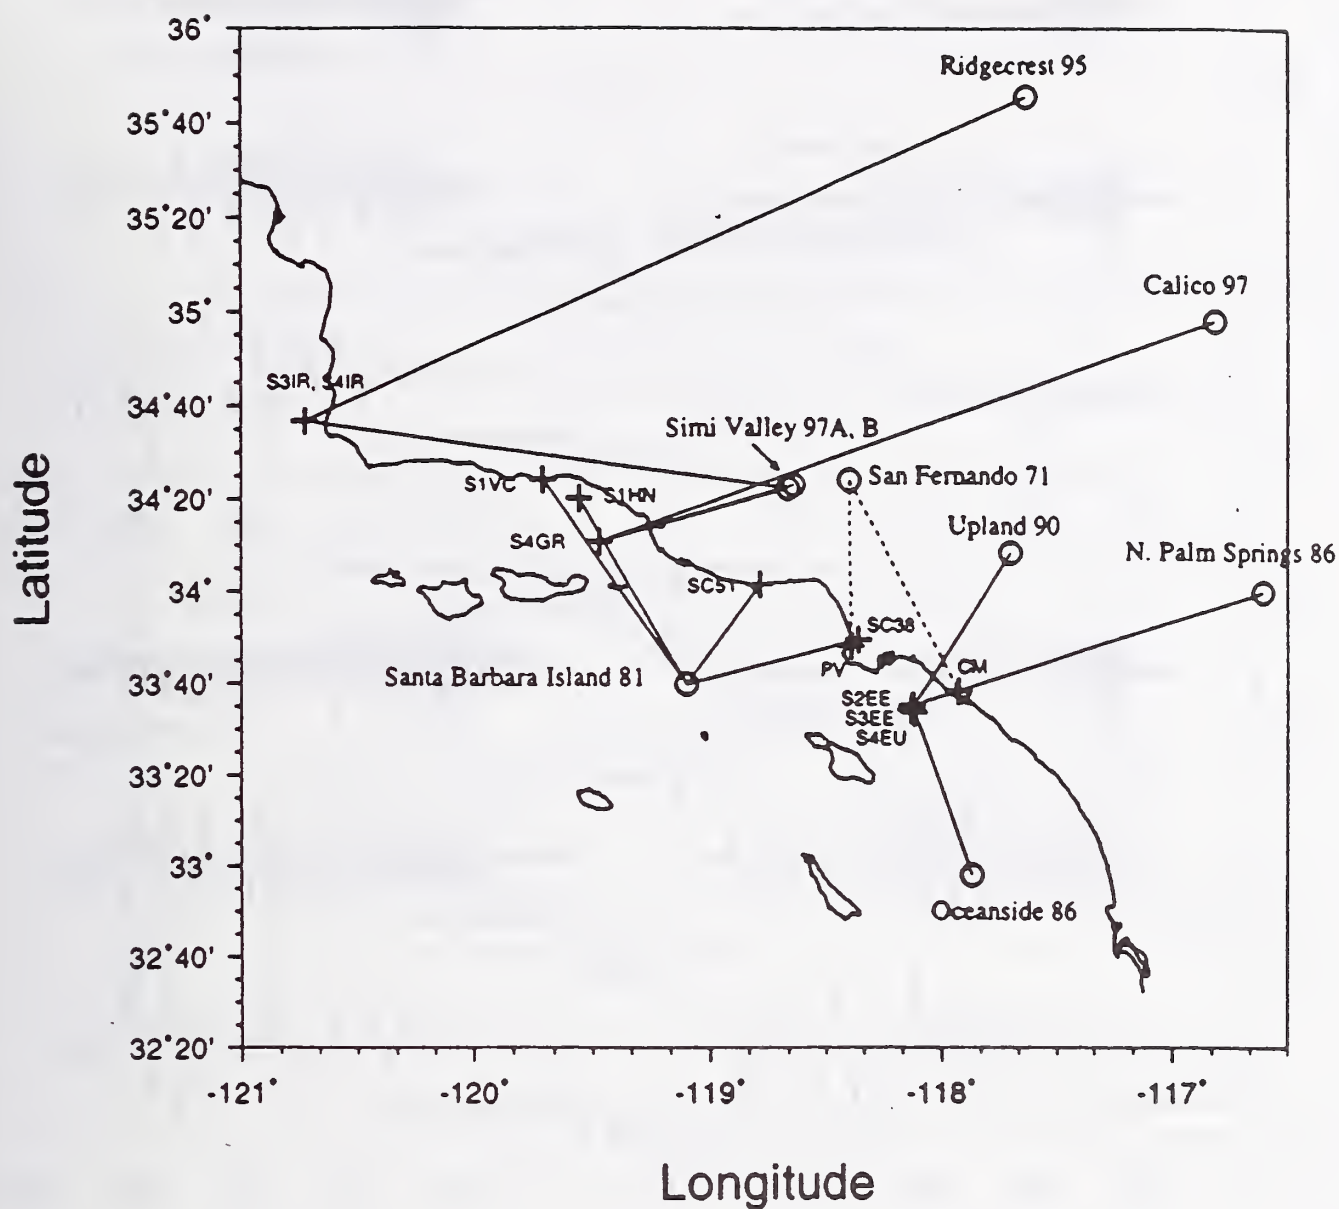 36°
Ridgecrest 95
35°40'
35°20'
Calico 97
35°
S3IR, S4IR
34°40'
Simi Valley 97A, B
San Fernando 71
S1VC
S1HN
34°20'
Upland 90
S4GR
N. Palm Springs 86
SC51
34°
SC38
PV
CM
Santa Barbara Island 81
33°40'
S2EE
S3EE
S4EU
33°20'
33°
Oceanside 86
32°40'
32°20'
-121°
-120°
-119°
-118°
-117°
Latitude
Longitude